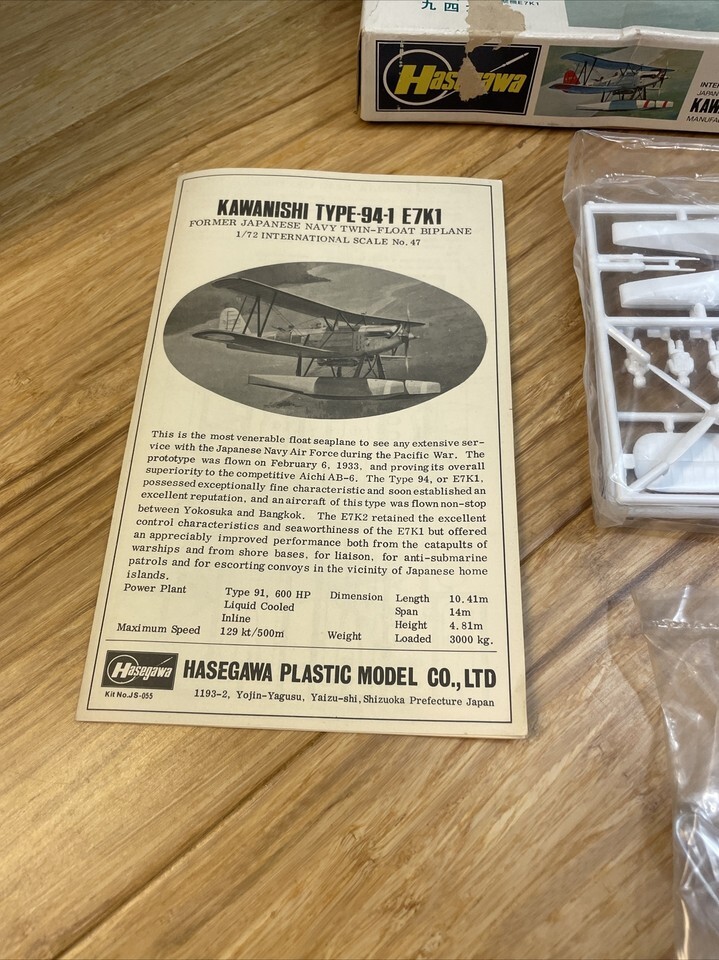 九四
E7K1
Hasegawa
INTER
JAPAN
KAWA
MANUFA
KAWANISHI TYPE-94-1 E7K1
FORMER JAPANESE NAVY TWIN-FLOAT BIPLANE
1/72 INTERNATIONAL SCALE No. 47
This is the most venerable float seaplane to see any extensive ser-
vice with the Japanese Navy Air Force during the Pacific War. The
prototype was flown on February 6, 1933, and proving its overall
superiority to the competitive Aichi AB-6. The Type 94, or E7K1,
possessed exceptionally fine characteristic and soon established an
excellent reputation, and an aircraft of this type was flown non-stop
between Yokosuka and Bangkok. The E7K2 retained the excellent
control characteristics and seaworthiness of the E7K1 but offered
an appreciably improved performance both from the catapults of
warships and from shore bases, for liaison, for anti-submarine
patrols and for escorting convoys in the vicinity of Japanese home
islands.
Power Plant Type 91, 600 HP Dimension Length 10.41m
Liquid Cooled Span 14m
Inline Height 4.81m
Maximum Speed 129 kt/500m Weight Loaded 3000 kg.
Hasegawa HASEGAWA PLASTIC MODEL CO., LTD
Kit No.JS-055 1193-2, Yojin-Yagusu, Yaizu-shi, Shizuoka Prefecture Japan